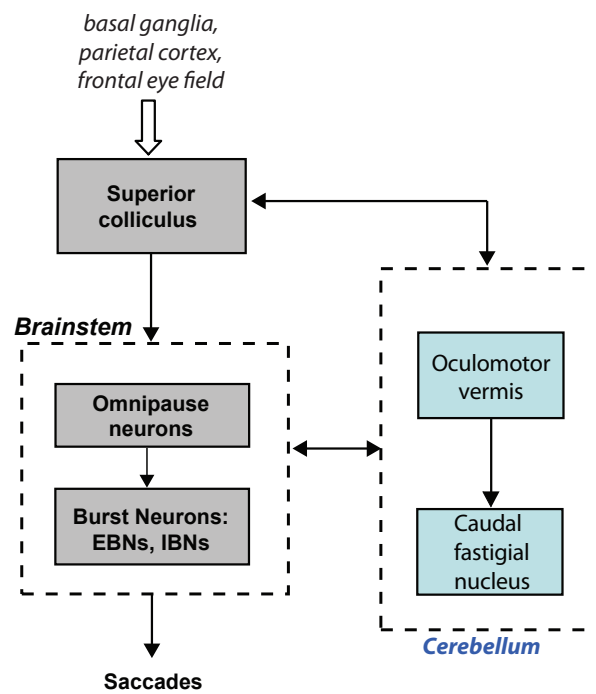 basal ganglia,
parietal cortex,
frontal eye field
Superior
colliculus
Brainstem
Omnipause
neurons
Burst Neurons:
EBNs, IBNs
Saccades
Oculomotor
vermis
Caudal
fastigial
nucleus
Cerebellum